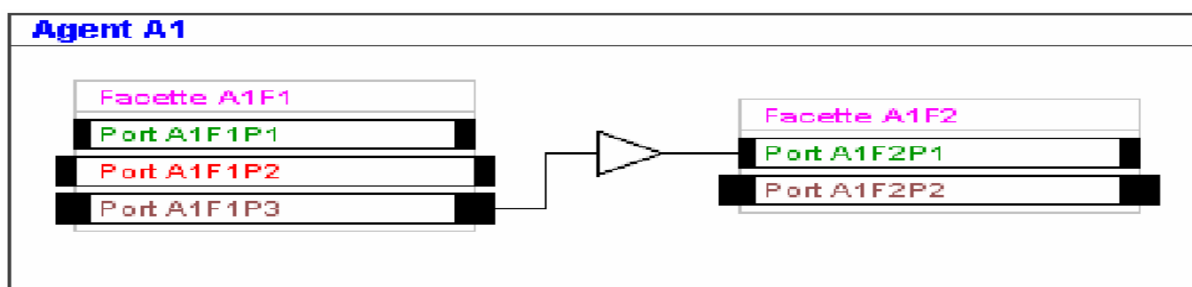 Agent A1
Facette A1F1
Port A1F1P1
Port A1F1P2
Port A1F1P3
Facette A1F2
Port A1F2P1
Port A1F2P2